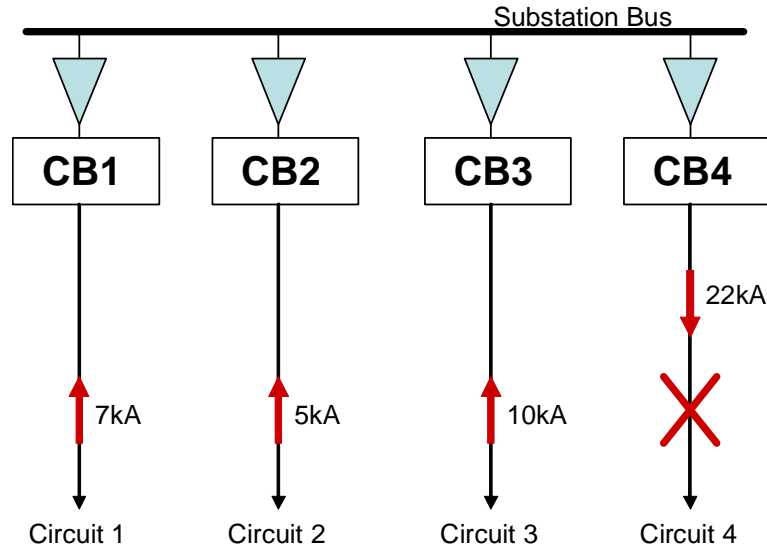 Substation Bus
CB1 CB2 CB3 CB4
22kA
7kA 5kA 10kA
Circuit 1 Circuit 2 Circuit 3 Circuit 4